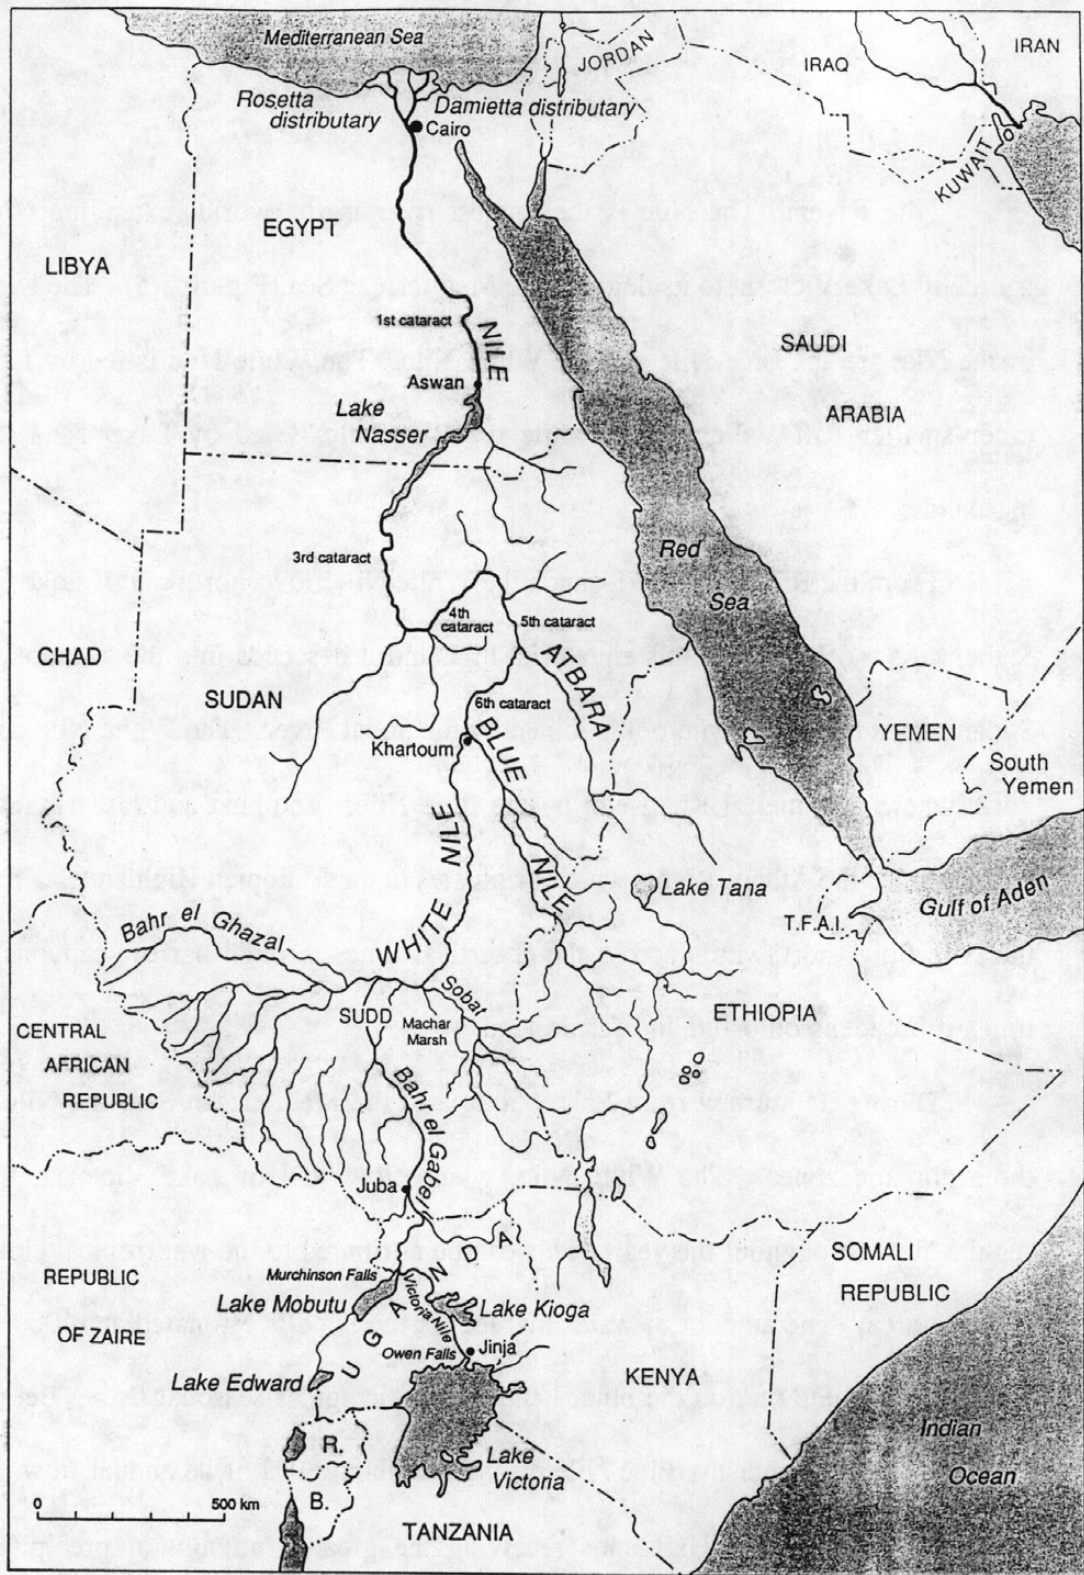 Mediterranean Sea
JORDAN
IRAQ
IRAN
Rosetta
distributary
Damietta distributary
Cairo
KUWAIT
EGYPT
LIBYA
1st cataract
NILE
SAUDI
ARABIA
Aswan
Lake
Nasser
Red
Sea
3rd cataract
4th
cataract
5th cataract
CHAD
SUDAN
ATBARA
6th cataract
Khartoum
BLUE
NILE
YEMEN
South
Yemen
WHITE
NILE
Lake Tana
Gulf of Aden
T.F.A.I.
Bahr el Ghazal
Sobat
SUDD
Machar
Marsh
ETHIOPIA
CENTRAL
AFRICAN
REPUBLIC
Bahr el Gabel
Juba
UGANDA
SOMALI
REPUBLIC
REPUBLIC
OF ZAIRE
Murchinson Falls
Lake Mobutu
Victoria Nile
Lake Kioga
Owen Falls
Jinja
Lake Edward
KENYA
R.
B.
Lake
Victoria
Indian
Ocean
0 500 km
TANZANIA